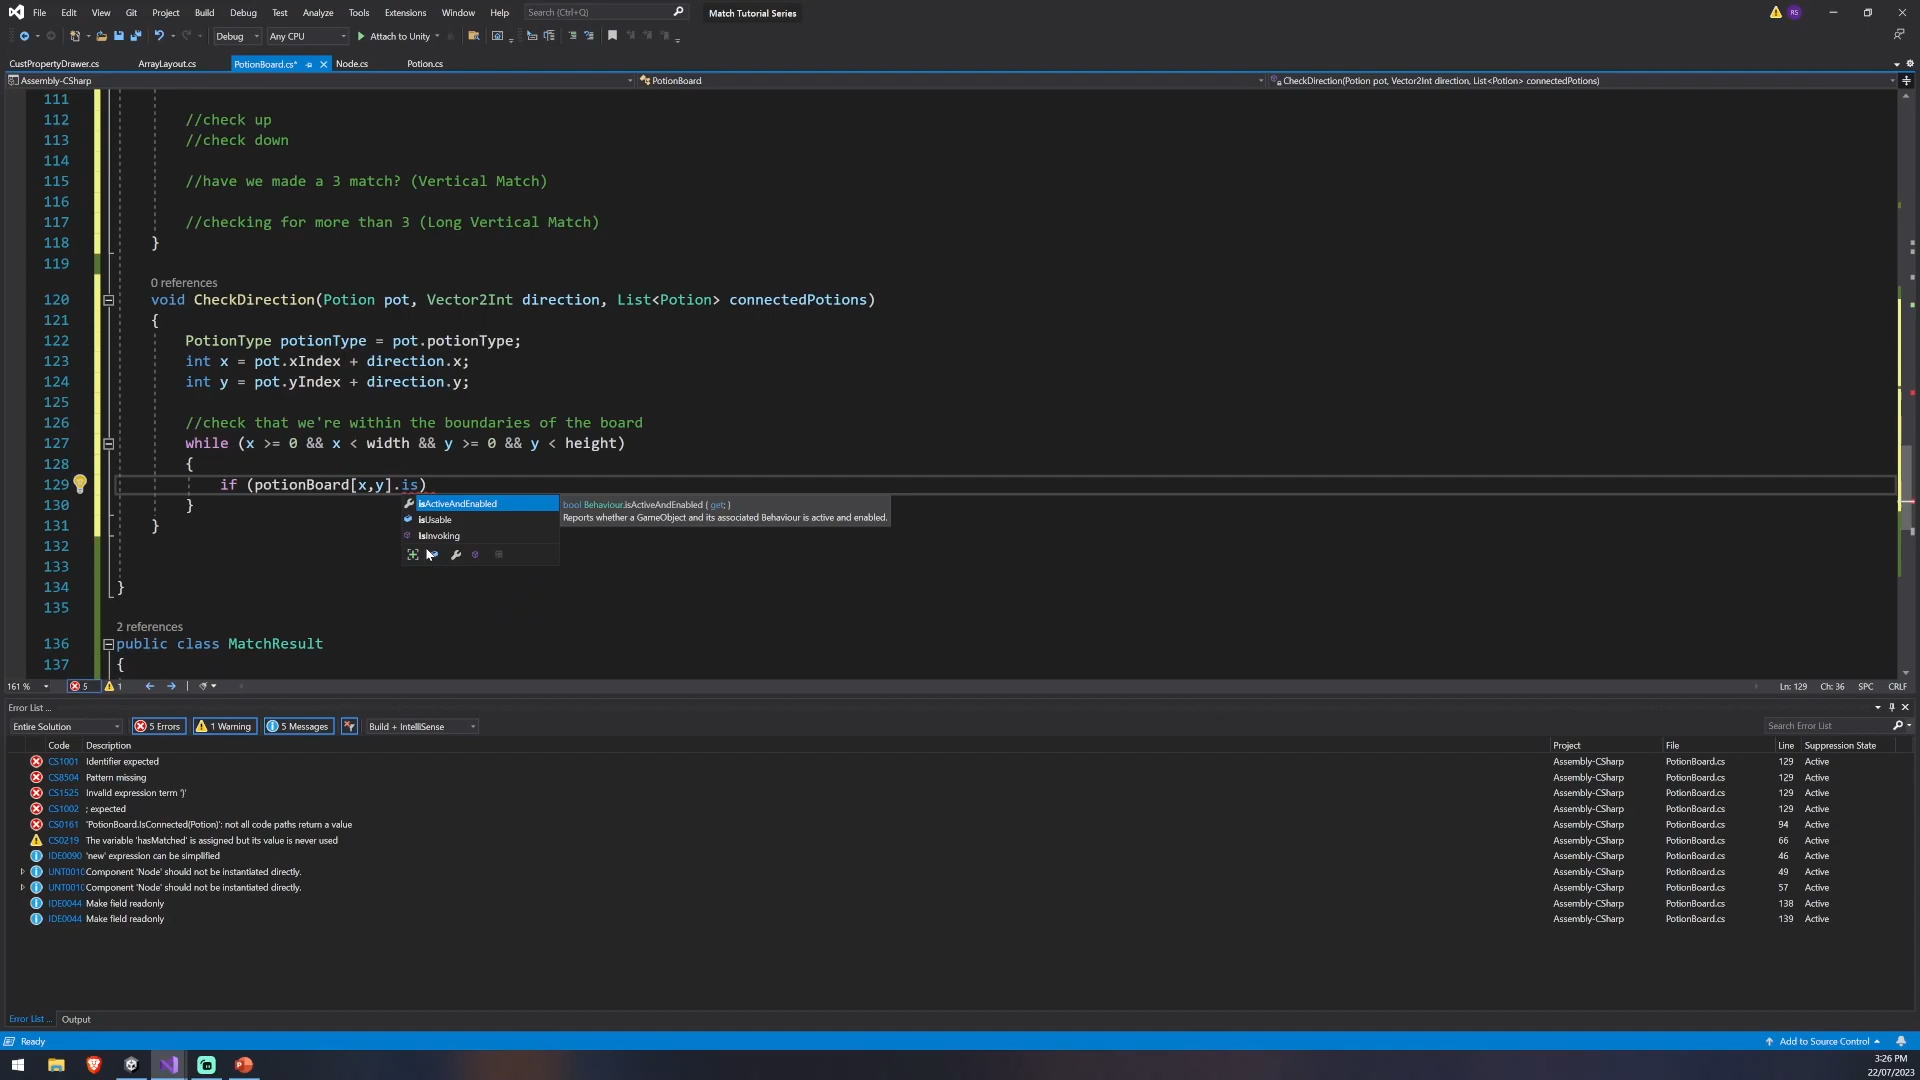 File Edit View Git Project Build Debug Test Analyze Tools Extensions Window Help Search (Ctrl+Q) Match Tutorial Series RS
Debug Any CPU Attach to Unity
CustPropertyDrawer.cs ArrayLayout.cs PotionBoard.cs* Node.cs Potion.cs
Assembly-CSharp PotionBoard CheckDirection(Potion pot, Vector2Int direction, List<Potion> connectedPotions)
111
112 //check up
113 //check down
114
115 //have we made a 3 match? (Vertical Match)
116
117 //checking for more than 3 (Long Vertical Match)
118 }
119
0 references
120 void CheckDirection(Potion pot, Vector2Int direction, List<Potion> connectedPotions)
121 {
122 PotionType potionType = pot.potionType;
123 int x = pot.xIndex + direction.x;
124 int y = pot.yIndex + direction.y;
125
126 //check that we're within the boundaries of the board
127 while (x >= 0 && x < width && y >= 0 && y < height)
128 {
129 if (potionBoard[x,y].is)
isActiveAndEnabled bool Behaviour.isActiveAndEnabled { get; }
Reports whether a GameObject and its associated Behaviour is active and enabled.
130 }
isUsable
131 }
IsInvoking
132
133
134 }
135
2 references
136 public class MatchResult
137 {
161 % 5 1 Ln: 129 Ch: 36 SPC CRLF
Error List ...
Entire Solution 5 Errors 1 Warning 5 Messages Build + IntelliSense Search Error List
Code Description Project File Line Suppression State
CS1001 Identifier expected Assembly-CSharp PotionBoard.cs 129 Active
CS8504 Pattern missing Assembly-CSharp PotionBoard.cs 129 Active
CS1525 Invalid expression term ')' Assembly-CSharp PotionBoard.cs 129 Active
CS1002 ; expected Assembly-CSharp PotionBoard.cs 129 Active
CS0161 'PotionBoard.IsConnected(Potion)': not all code paths return a value Assembly-CSharp PotionBoard.cs 94 Active
CS0219 The variable 'hasMatched' is assigned but its value is never used Assembly-CSharp PotionBoard.cs 66 Active
IDE0090 'new' expression can be simplified Assembly-CSharp PotionBoard.cs 46 Active
UNT0010 Component 'Node' should not be instantiated directly. Assembly-CSharp PotionBoard.cs 49 Active
UNT0010 Component 'Node' should not be instantiated directly. Assembly-CSharp PotionBoard.cs 57 Active
IDE0044 Make field readonly Assembly-CSharp PotionBoard.cs 138 Active
IDE0044 Make field readonly Assembly-CSharp PotionBoard.cs 139 Active
Error List ... Output
Ready Add to Source Control
3:26 PM
22/07/2023